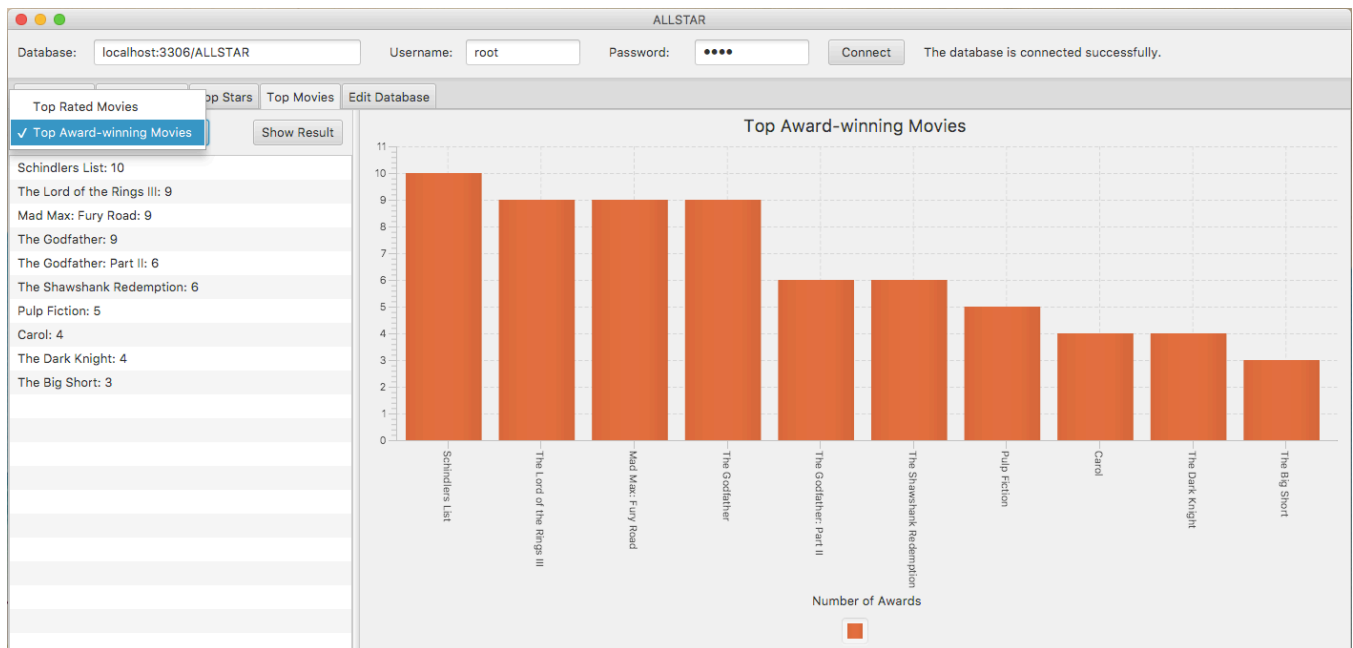 ALLSTAR
Database: localhost:3306/ALLSTAR Username: root Password: •••• Connect The database is connected successfully.
Stars Top Movies Edit Database
Top Rated Movies
✓ Top Award-winning Movies
Show Result
Schindlers List: 10
The Lord of the Rings III: 9
Mad Max: Fury Road: 9
The Godfather: 9
The Godfather: Part II: 6
The Shawshank Redemption: 6
Pulp Fiction: 5
Carol: 4
The Dark Knight: 4
The Big Short: 3
Top Award-winning Movies
11
10
9
8
7
6
5
4
3
2
1
0
Schindlers List
The Lord of the Rings III
Mad Max: Fury Road
The Godfather
The Godfather: Part II
The Shawshank Redemption
Pulp Fiction
Carol
The Dark Knight
The Big Short
Number of Awards